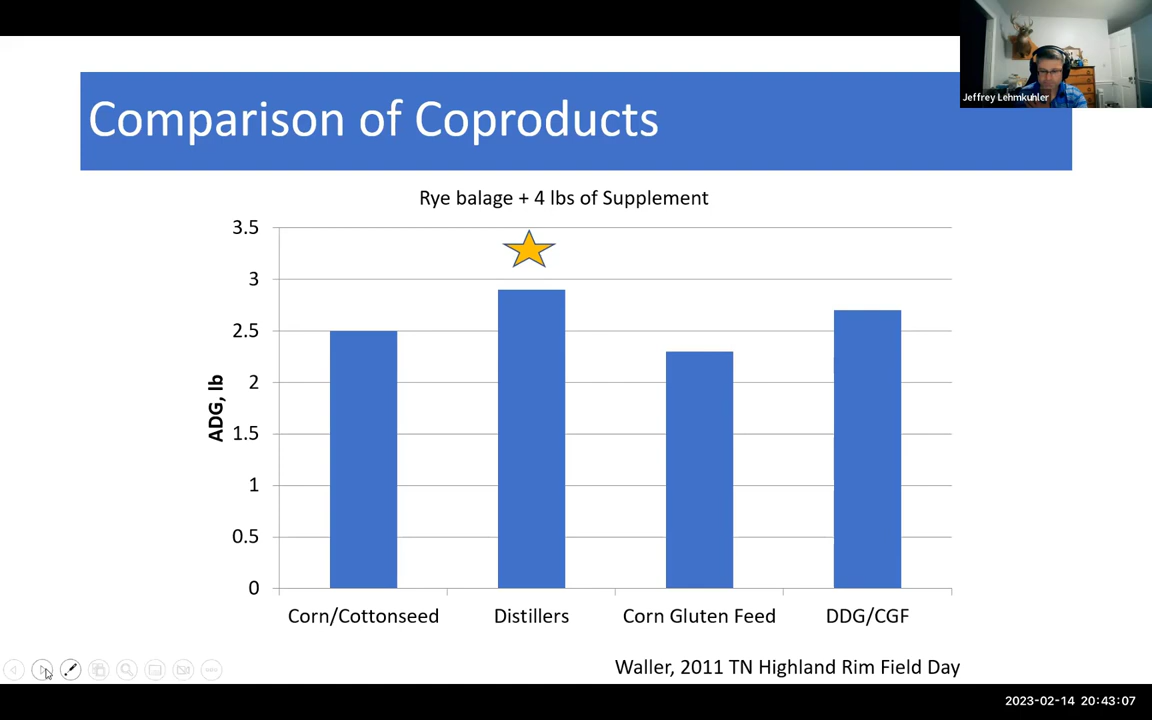 Jeffrey Lehmkuhler
Comparison of Coproducts
Rye balage + 4 lbs of Supplement
3.5
3
2.5
2
1.5
1
0.5
0
ADG, lb
Corn/Cottonseed
Distillers
Corn Gluten Feed
DDG/CGF
Waller, 2011 TN Highland Rim Field Day
2023-02-14 20:43:07